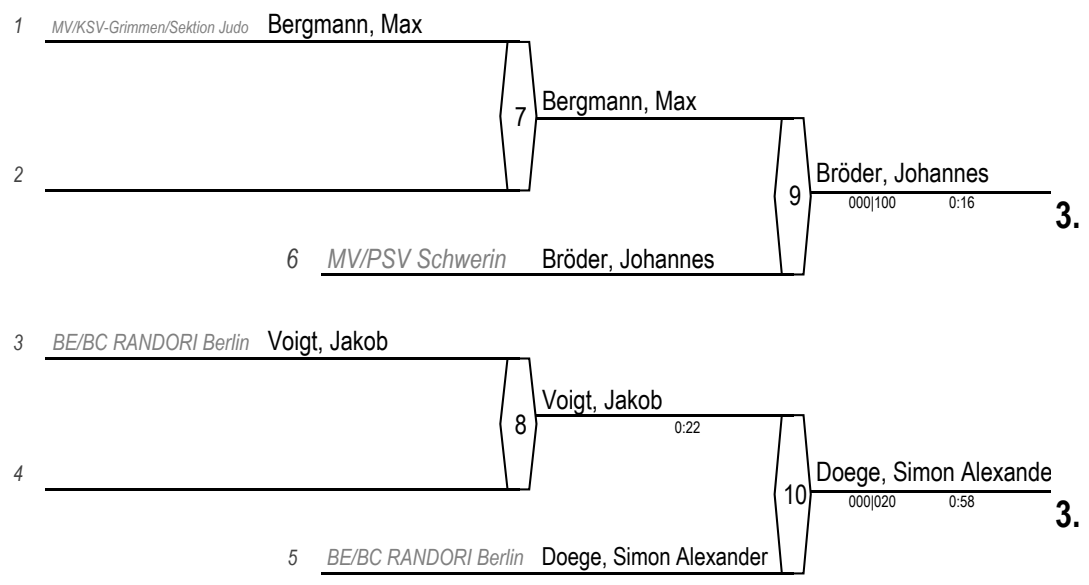 1 MV/KSV-Grimmen/Sektion Judo Bergmann, Max
7 Bergmann, Max
2
9 Bröder, Johannes
000|100 0:16
3.
6 MV/PSV Schwerin Bröder, Johannes
3 BE/BC RANDORI Berlin Voigt, Jakob
8 Voigt, Jakob
0:22
4
10 Doege, Simon Alexande
000|020 0:58
3.
5 BE/BC RANDORI Berlin Doege, Simon Alexander